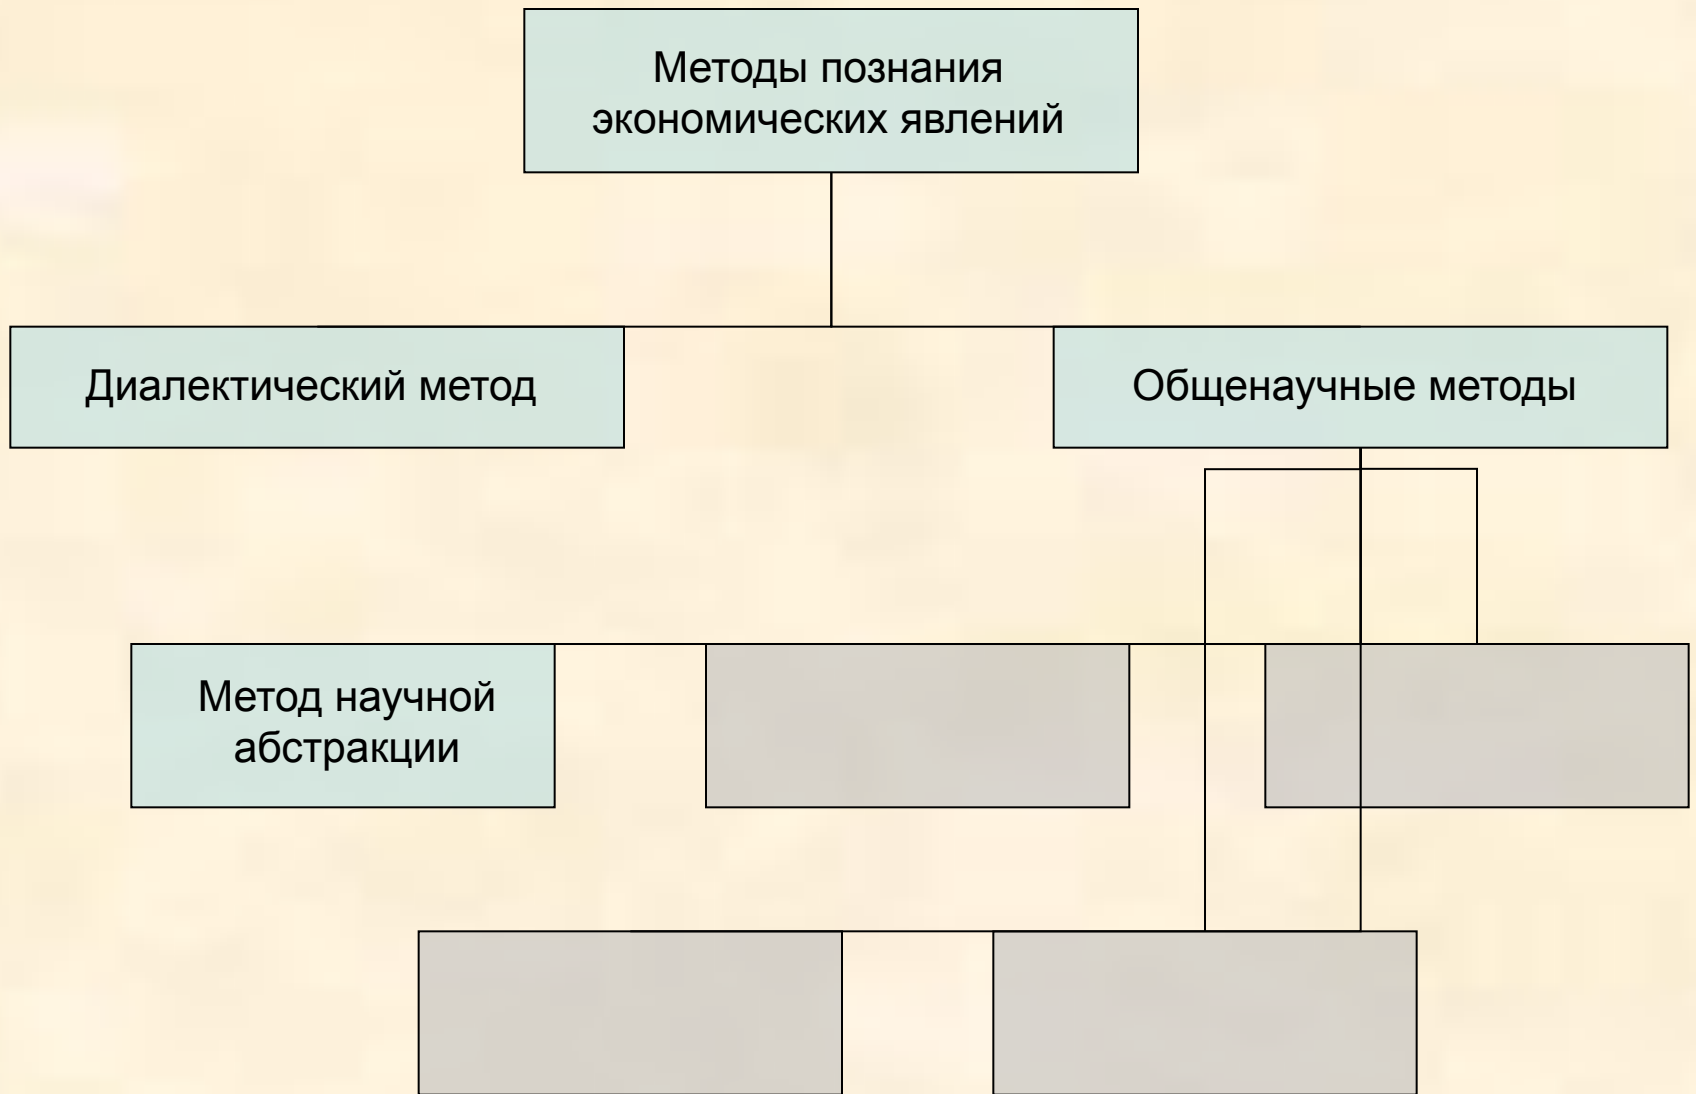 Методы познания
экономических явлений
Диалектический метод
Общенаучные методы
Метод научной
абстракции